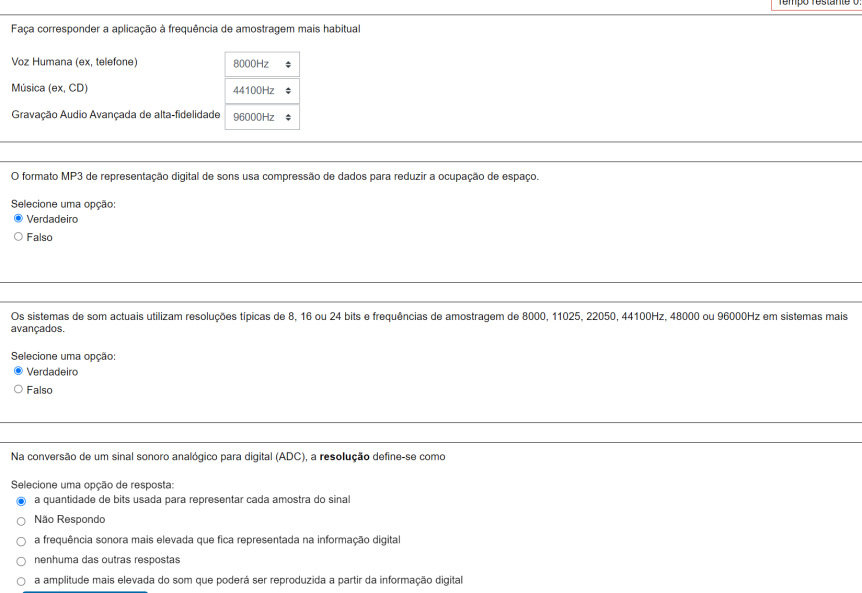 Tempo restante 0:
Faça corresponder a aplicação à frequência de amostragem mais habitual
Voz Humana (ex, telefone) 8000Hz
Música (ex, CD) 44100Hz
Gravação Audio Avançada de alta-fidelidade 96000Hz
O formato MP3 de representação digital de sons usa compressão de dados para reduzir a ocupação de espaço.
Selecione uma opção:
Verdadeiro
Falso
Os sistemas de som actuais utilizam resoluções típicas de 8, 16 ou 24 bits e frequências de amostragem de 8000, 11025, 22050, 44100Hz, 48000 ou 96000Hz em sistemas mais
avançados.
Selecione uma opção:
Verdadeiro
Falso
Na conversão de um sinal sonoro analógico para digital (ADC), a resolução define-se como
Selecione uma opção de resposta:
a quantidade de bits usada para representar cada amostra do sinal
Não Respondo
a frequência sonora mais elevada que fica representada na informação digital
nenhuma das outras respostas
a amplitude mais elevada do som que poderá ser reproduzida a partir da informação digital